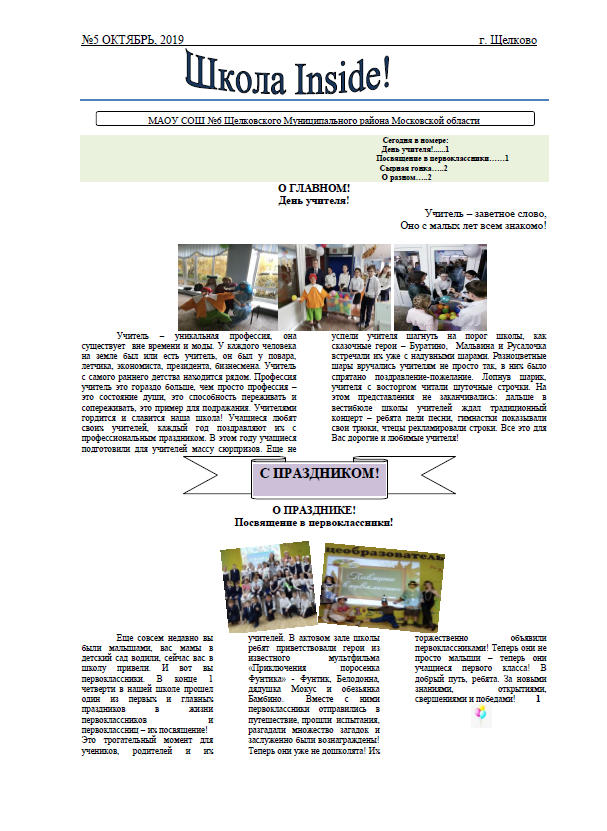 №5 ОКТЯБРЬ, 2019 г. Щелково
Школа Inside!
МАОУ СОШ №6 Щелковского Муниципального района Московской области
Сегодня в номере:
День учителя!......1
Посвящение в первоклассники……1
Сырная гонка…..2
О разном…..2
О ГЛАВНОМ!
День учителя!
Учитель – заветное слово,
Оно с малых лет всем знакомо!
Учитель – уникальная профессия, она
существует вне времени и моды. У каждого человека
на земле был или есть учитель, он был у повара,
летчика, экономиста, президента, бизнесмена. Учитель
с самого раннего детства находится рядом. Профессия
учитель это гораздо больше, чем просто профессия –
это состояние души, это способность переживать и
сопереживать, это пример для подражания. Учителями
гордится и славится наша школа! Учащиеся любят
своих учителей, каждый год поздравляют их с
профессиональным праздником. В этом году учащиеся
подготовили для учителей массу сюрпризов. Еще не
успели учителя шагнуть на порог школы, как
сказочные герои – Буратино, Мальвина и Русалочка
встречали их уже с надувными шарами. Разноцветные
шары вручались учителям не просто так, в них было
спрятано поздравление-пожелание. Лопнув шарик,
учителя с восторгом читали шуточные строчки. На
этом представления не заканчивались: дальше в
вестибюле школы учителей ждал традиционный
концерт – ребята пели песни, гимнастки показывали
свои трюки, чтецы рекламировали строки. Все это для
Вас дорогие и любимые учителя!
С ПРАЗДНИКОМ!
О ПРАЗДНИКЕ!
Посвящение в первоклассники!
щеобразователь
Посвящение
в первоклассники
Еще совсем недавно вы
были малышами, вас мамы в
детский сад водили, сейчас вас в
школу привели. И вот вы
первоклассники. В конце 1
четверти в нашей школе прошел
один из первых и главных
праздников в жизни
первоклассников и
первоклассниц – их посвящение!
Это трогательный момент для
учеников, родителей и их
учителей. В актовом зале школы
ребят приветствовали герои из
известного мультфильма
«Приключения поросенка
Фунтика» - Фунтик, Белодонна,
дядушка Мокус и обезьянка
Бамбино. Вместе с ними
первоклассники отправились в
путешествие, прошли испытания,
разгадали множество загадок и
заслуженно были вознаграждены!
Теперь они уже не дошколята! Их
торжественно объявили
первоклассниками! Теперь они не
просто малыши – теперь они
учащиеся первого класса! В
добрый путь, ребята. За новыми
знаниями, открытиями,
свершениями и победами! 1